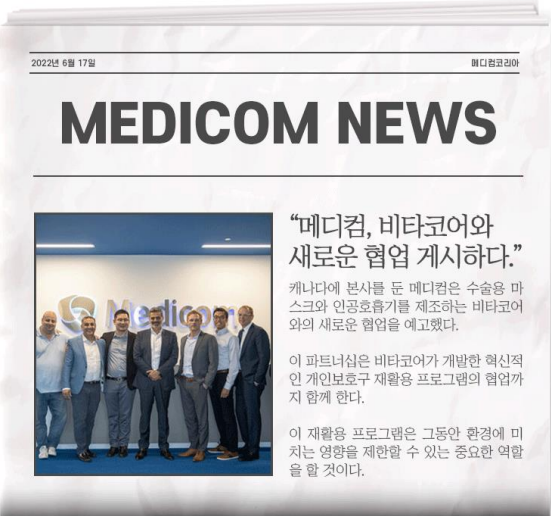 2022년 6월 17일
메디컴코리아
MEDICOM NEWS
Medicom
“메디컴, 비타코어와
새로운 협업 게시하다.”
캐나다에 본사를 둔 메디컴은 수술용 마
스크와 인공호흡기를 제조하는 비타코어
와의 새로운 협업을 예고했다.
이 파트너십은 비타코어가 개발한 혁신적
인 개인보호구 재활용 프로그램의 협업까
지 함께 한다.
이 재활용 프로그램은 그동안 환경에 미
치는 영향을 제한할 수 있는 중요한 역할
을 할 것이다.